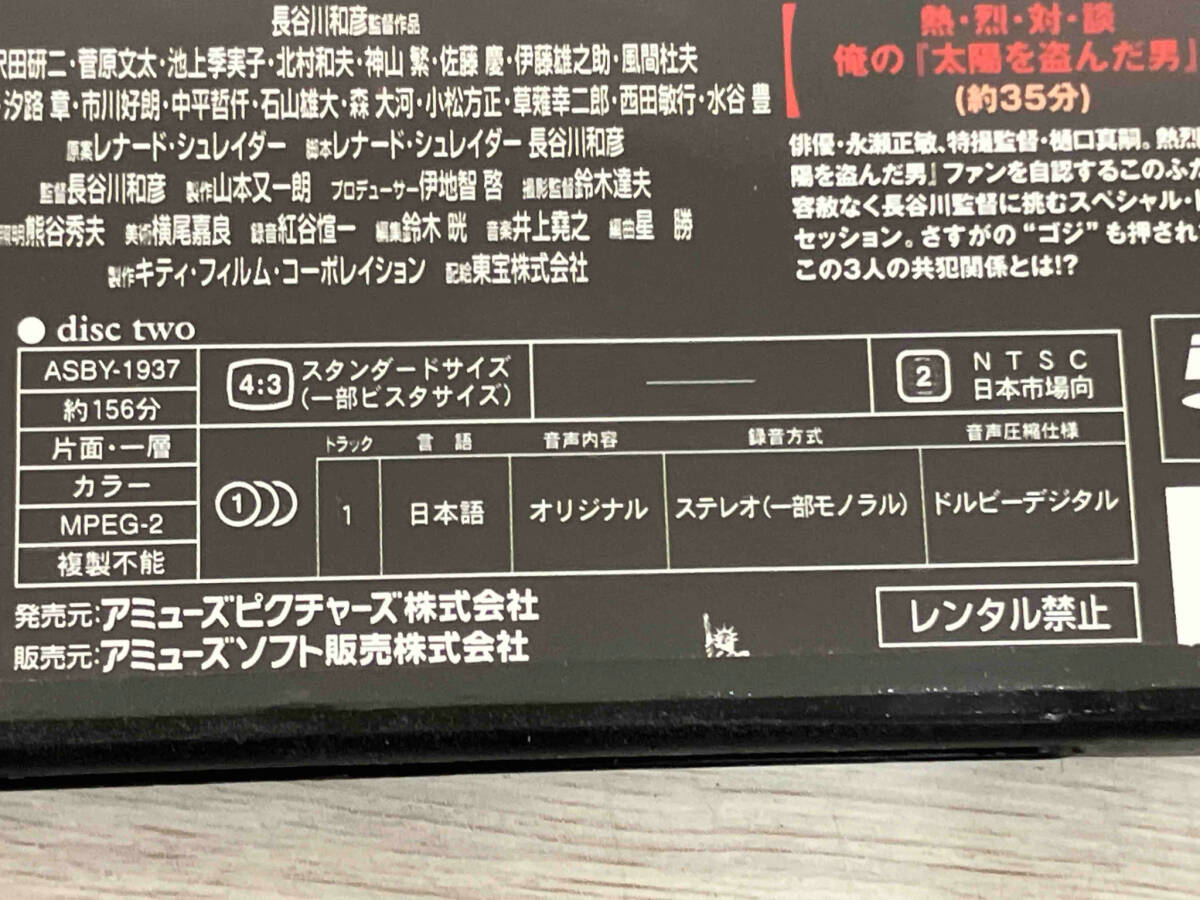 長谷川和彦監督作品
沢田研二・菅原文太・池上季実子・北村和夫・神山 繁・佐藤 慶・伊藤雄之助・風間杜夫
・汐路 章・市川好朗・中平哲仟・石山雄大・森 大河・小松方正・草薙幸二郎・西田敏行・水谷 豊
原案レナード・シュレイダー 脚本レナード・シュレイダー 長谷川和彦
監督長谷川和彦 製作山本又一朗 プロデューサー伊地智 啓 撮影監督鈴木達夫
照明熊谷秀夫 美術横尾嘉良 録音紅谷愃一 編集鈴木 晄 音楽井上堯之 編曲星 勝
製作キティ・フィルム・コーポレイション 配給東宝株式会社
熱・烈・対・談
俺の『太陽を盗んだ男』
(約35分)
俳優・永瀬正敏、特撮監督・樋口真嗣。熱烈
陽を盗んだ男』ファンを自認するこのふた
容赦なく長谷川監督に挑むスペシャル・
セッション。さすがの“ゴジ”も押され
この3人の共犯関係とは!?
● disc two
ASBY-1937
約156分
片面・一層
カラー
MPEG-2
複製不能
4:3 スタンダードサイズ
(一部ビスタサイズ)
2 NTSC
日本市場向
トラック 言語 音声内容 録音方式 音声圧縮仕様
1 1 日本語 オリジナル ステレオ(一部モノラル) ドルビーデジタル
発売元:アミューズピクチャーズ株式会社
販売元:アミューズソフト販売株式会社
レンタル禁止